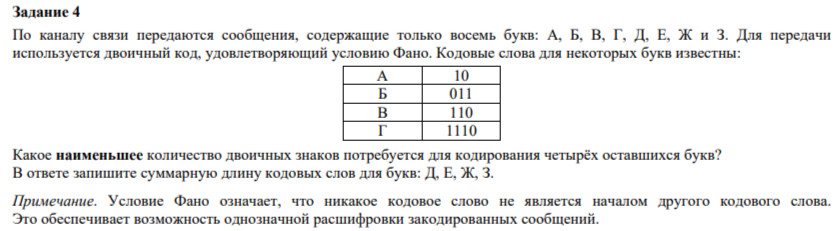 Задание 4
По каналу связи передаются сообщения, содержащие только восемь букв: А, Б, В, Г, Д, Е, Ж и З. Для передачи
используется двоичный код, удовлетворяющий условию Фано. Кодовые слова для некоторых букв известны:
А 10
Б 011
В 110
Г 1110
Какое наименьшее количество двоичных знаков потребуется для кодирования четырёх оставшихся букв?
В ответе запишите суммарную длину кодовых слов для букв: Д, Е, Ж, З.
Примечание. Условие Фано означает, что никакое кодовое слово не является началом другого кодового слова.
Это обеспечивает возможность однозначной расшифровки закодированных сообщений.